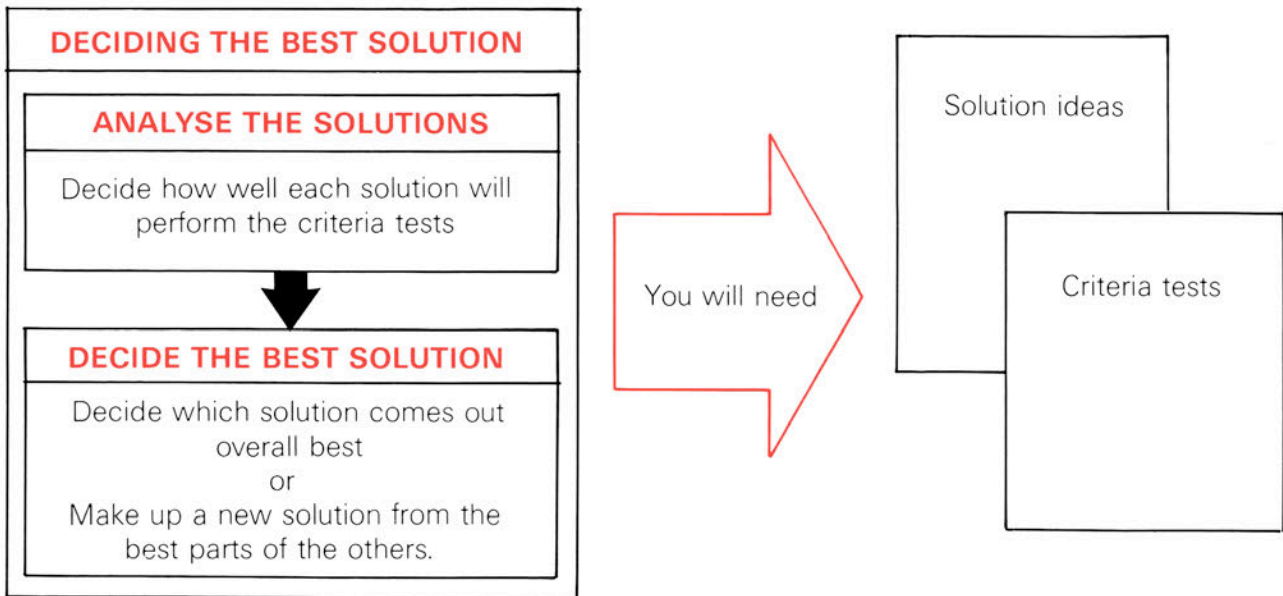 DECIDING THE BEST SOLUTION
ANALYSE THE SOLUTIONS
Decide how well each solution will
perform the criteria tests
DECIDE THE BEST SOLUTION
Decide which solution comes out
overall best
or
Make up a new solution from the
best parts of the others.
You will need
Solution ideas
Criteria tests